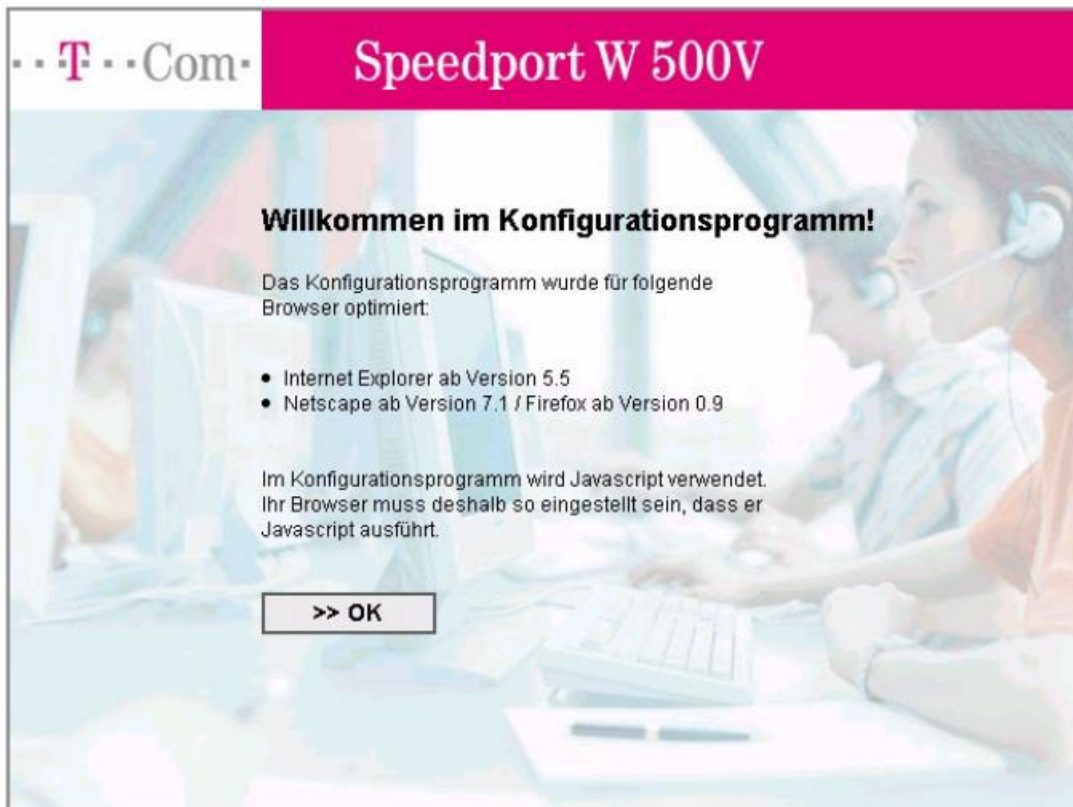 T Com
Speedport W 500V
Willkommen im Konfigurationsprogramm!
Das Konfigurationsprogramm wurde für folgende
Browser optimiert:
Internet Explorer ab Version 5.5
Netscape ab Version 7.1 / Firefox ab Version 0.9
Im Konfigurationsprogramm wird Javascript verwendet.
Ihr Browser muss deshalb so eingestellt sein, dass er
Javascript ausführt.
>> OK